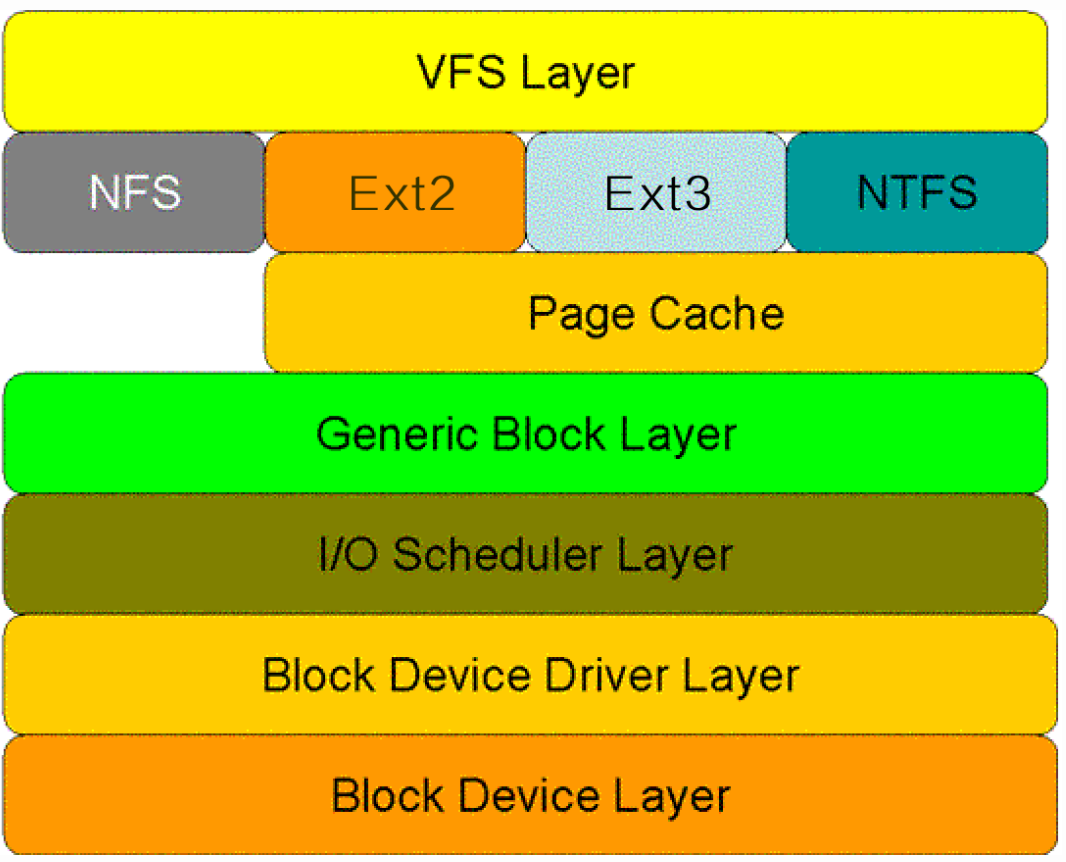 VFS Layer
NFS
Ext2
Ext3
NTFS
Page Cache
Generic Block Layer
I/O Scheduler Layer
Block Device Driver Layer
Block Device Layer